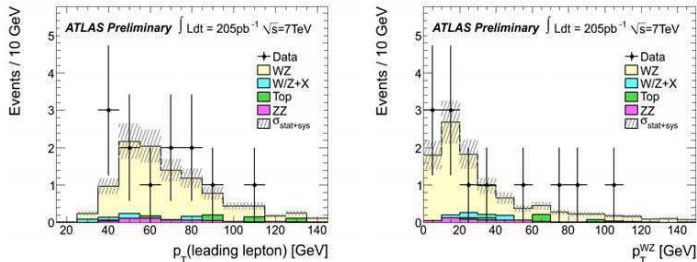 ATLAS Preliminary ∫ Ldt = 205pb⁻¹ √s=7TeV
Events / 10 GeV
5
4
3
2
1
0
Data
WZ
W/Z+X
Top
ZZ
σstat+sys
0 20 40 60 80 100 120 140
pT(leading lepton) [GeV]
ATLAS Preliminary ∫ Ldt = 205pb⁻¹ √s=7TeV
Events / 10 GeV
5
4
3
2
1
0
Data
WZ
W/Z+X
Top
ZZ
σstat+sys
0 20 40 60 80 100 120 140
pTWZ [GeV]